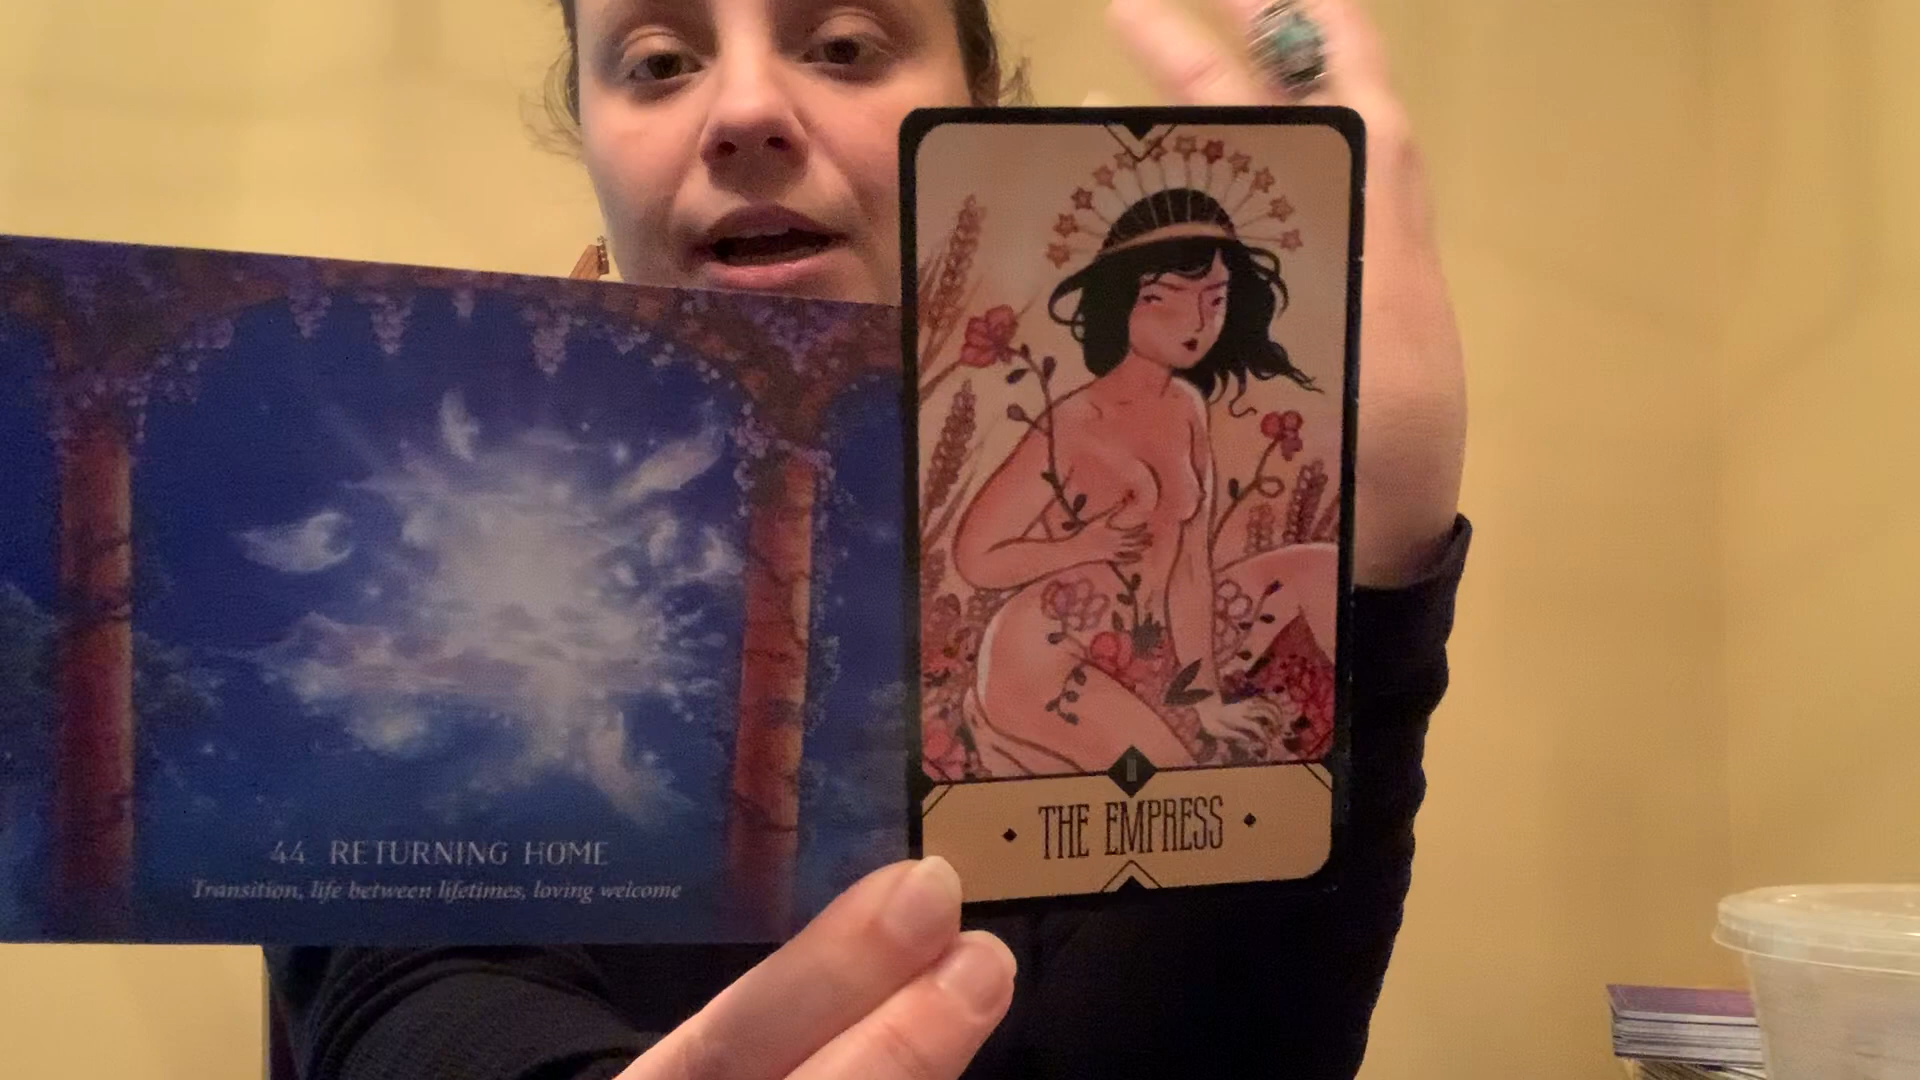 44 RETURNING HOME
Transition, life between lifetimes, loving welcome
THE EMPRESS